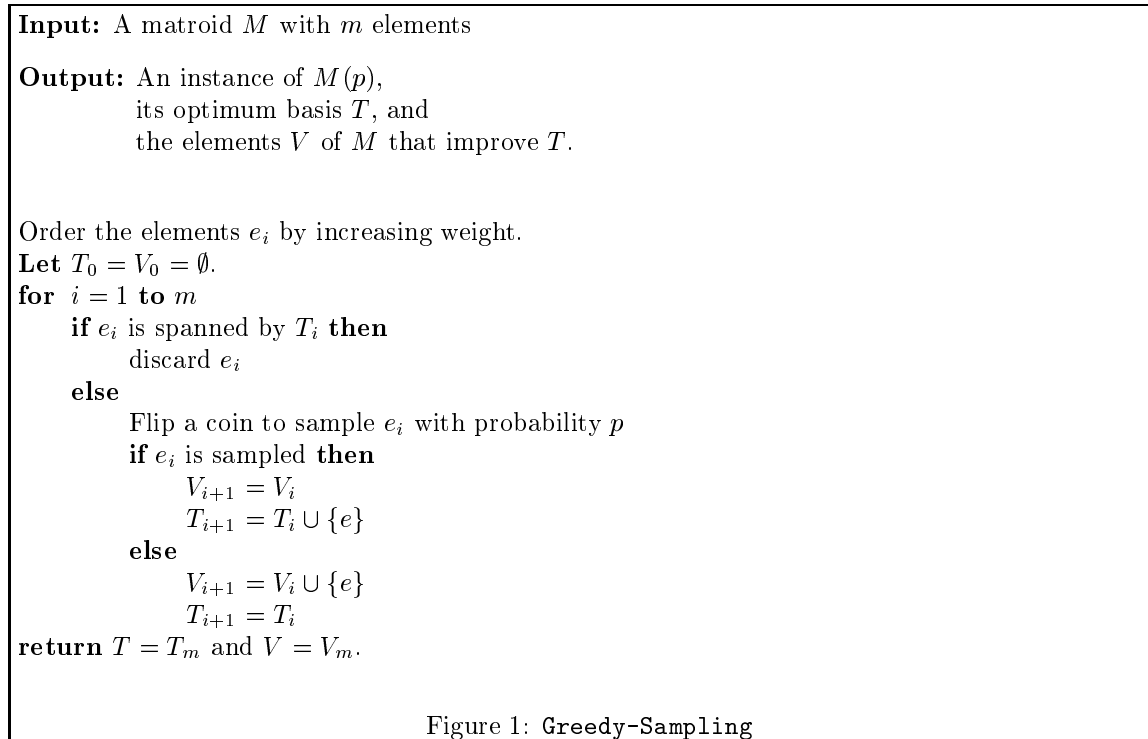 Input: A matroid M with m elements
Output: An instance of M(p),
its optimum basis T, and
the elements V of M that improve T.
Order the elements e_i by increasing weight.
Let T_0 = V_0 = ∅.
for i = 1 to m
if e_i is spanned by T_i then
discard e_i
else
Flip a coin to sample e_i with probability p
if e_i is sampled then
V_{i+1} = V_i
T_{i+1} = T_i ∪ {e}
else
V_{i+1} = V_i ∪ {e}
T_{i+1} = T_i
return T = T_m and V = V_m.
Figure 1: Greedy-Sampling